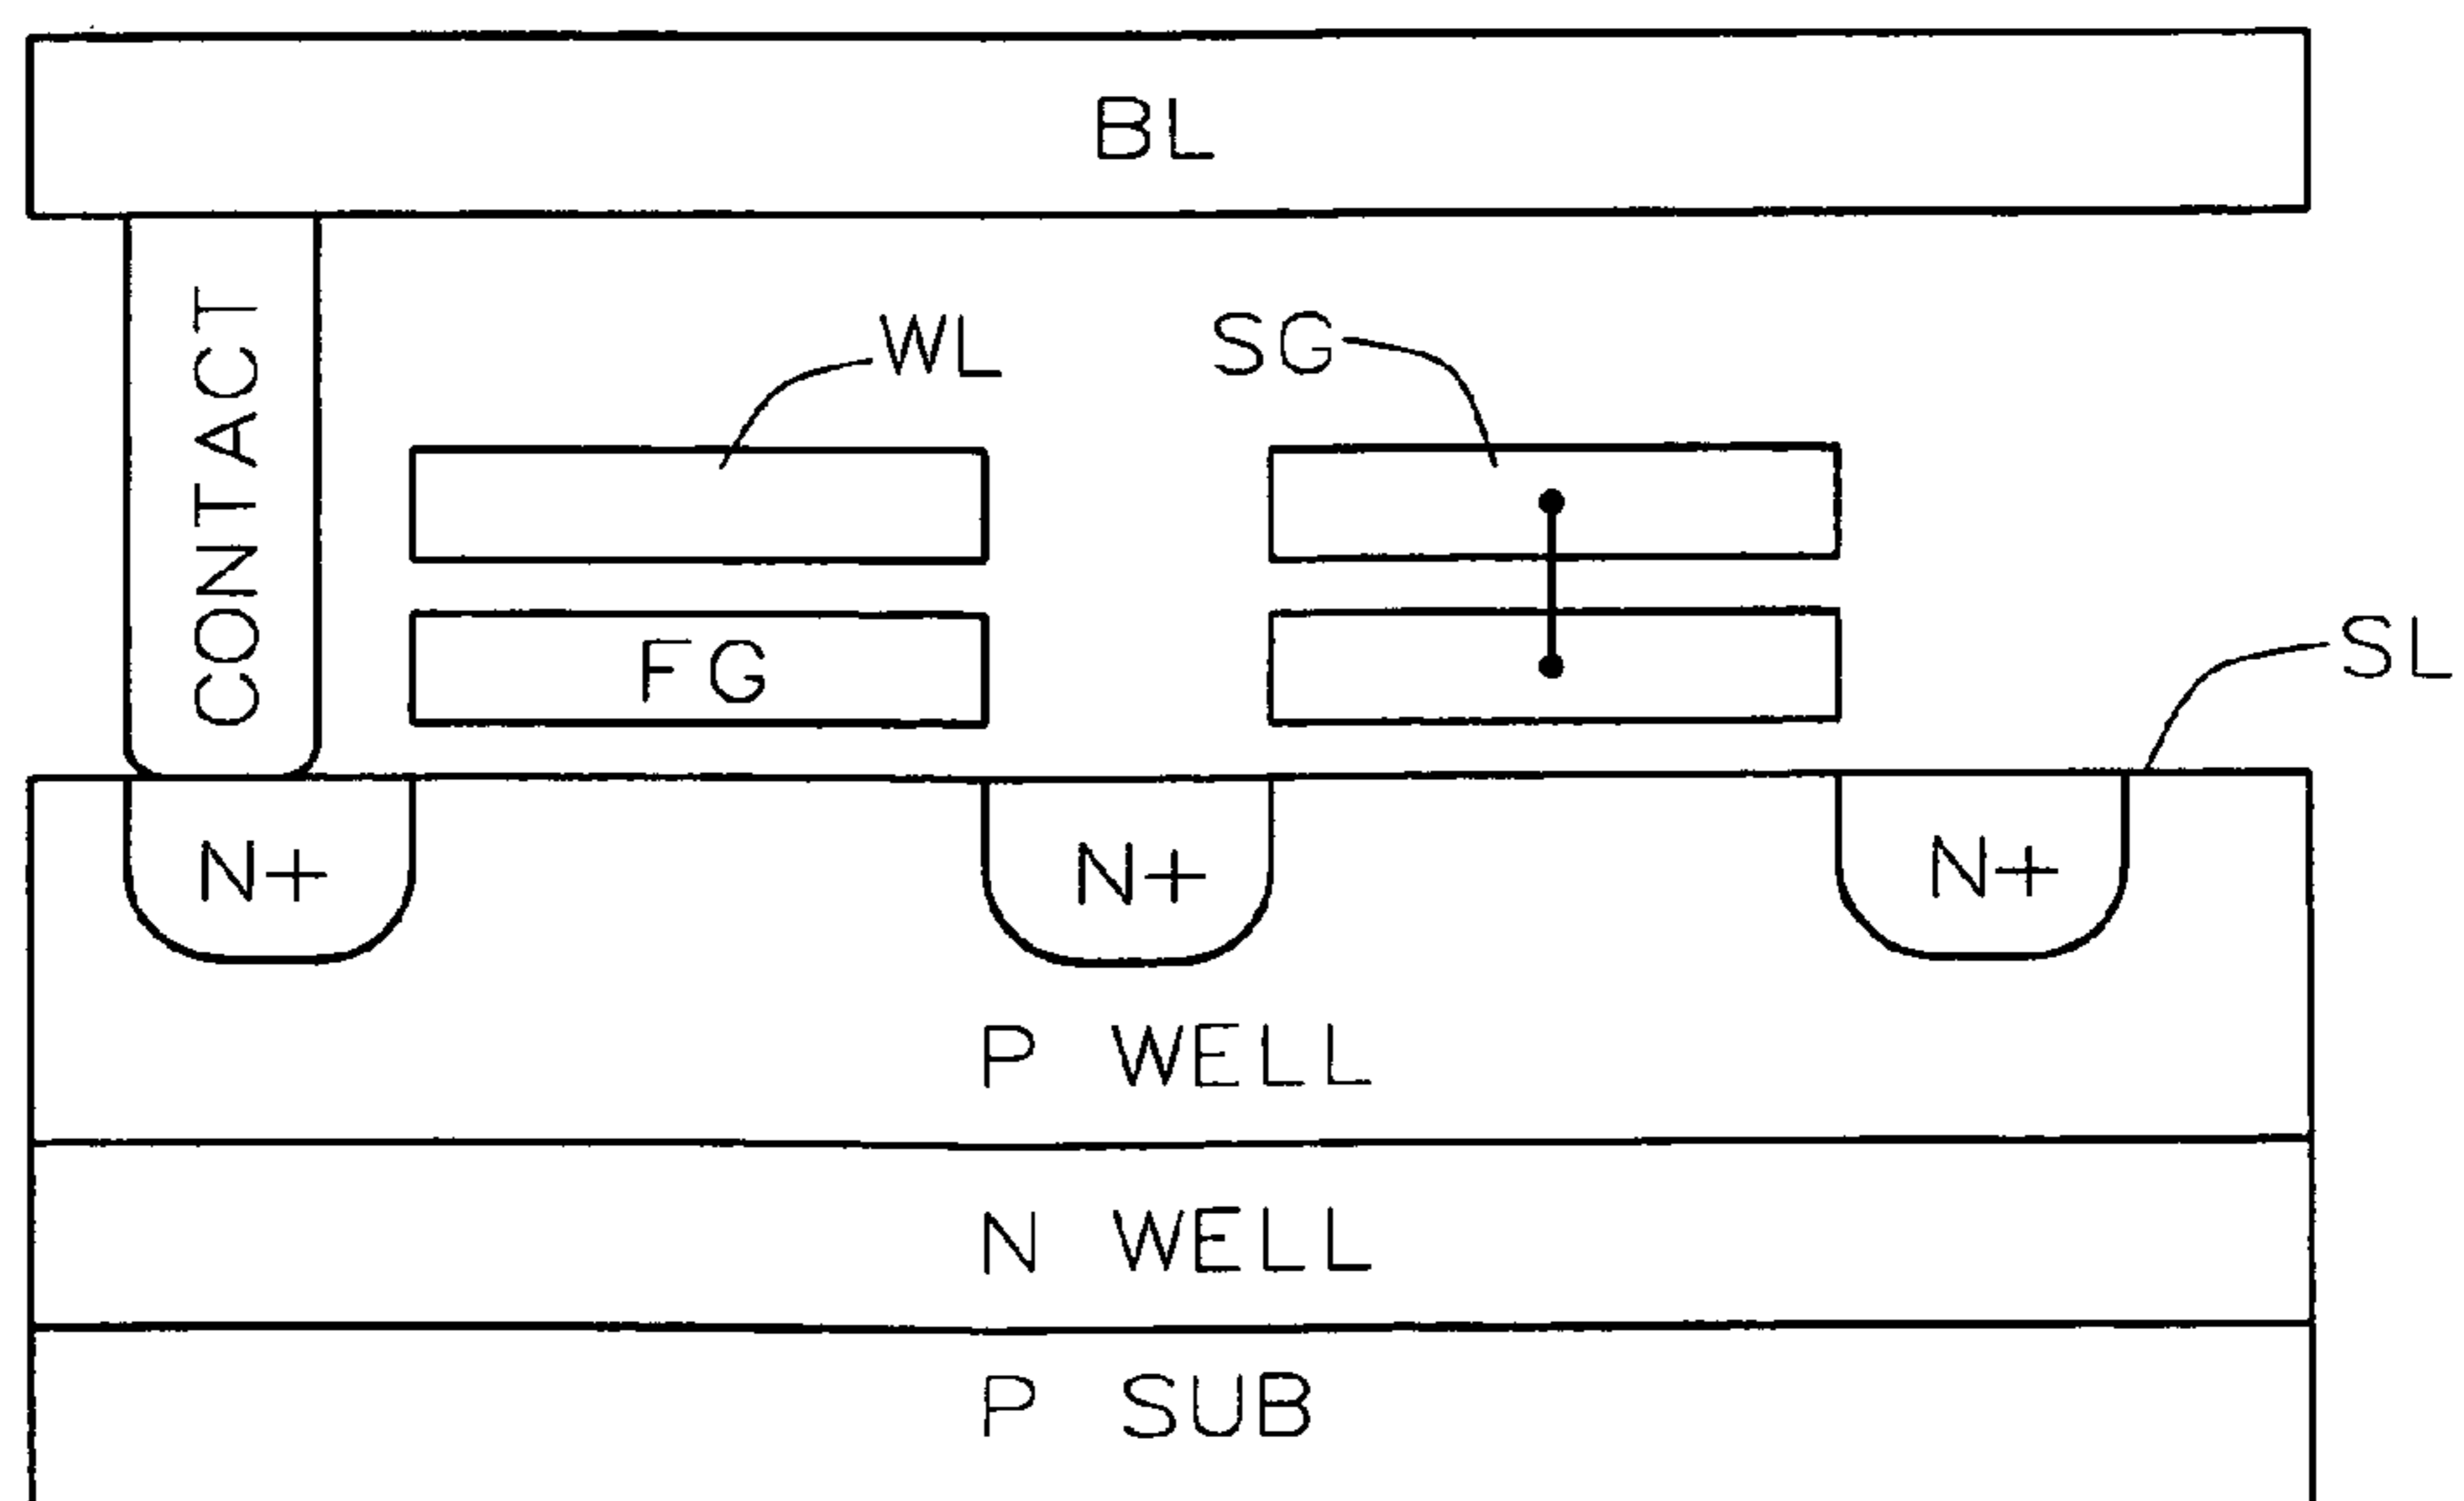 BL
CONTACT
WL
SG
FG
SL
N+
N+
N+
P WELL
N WELL
P SUB